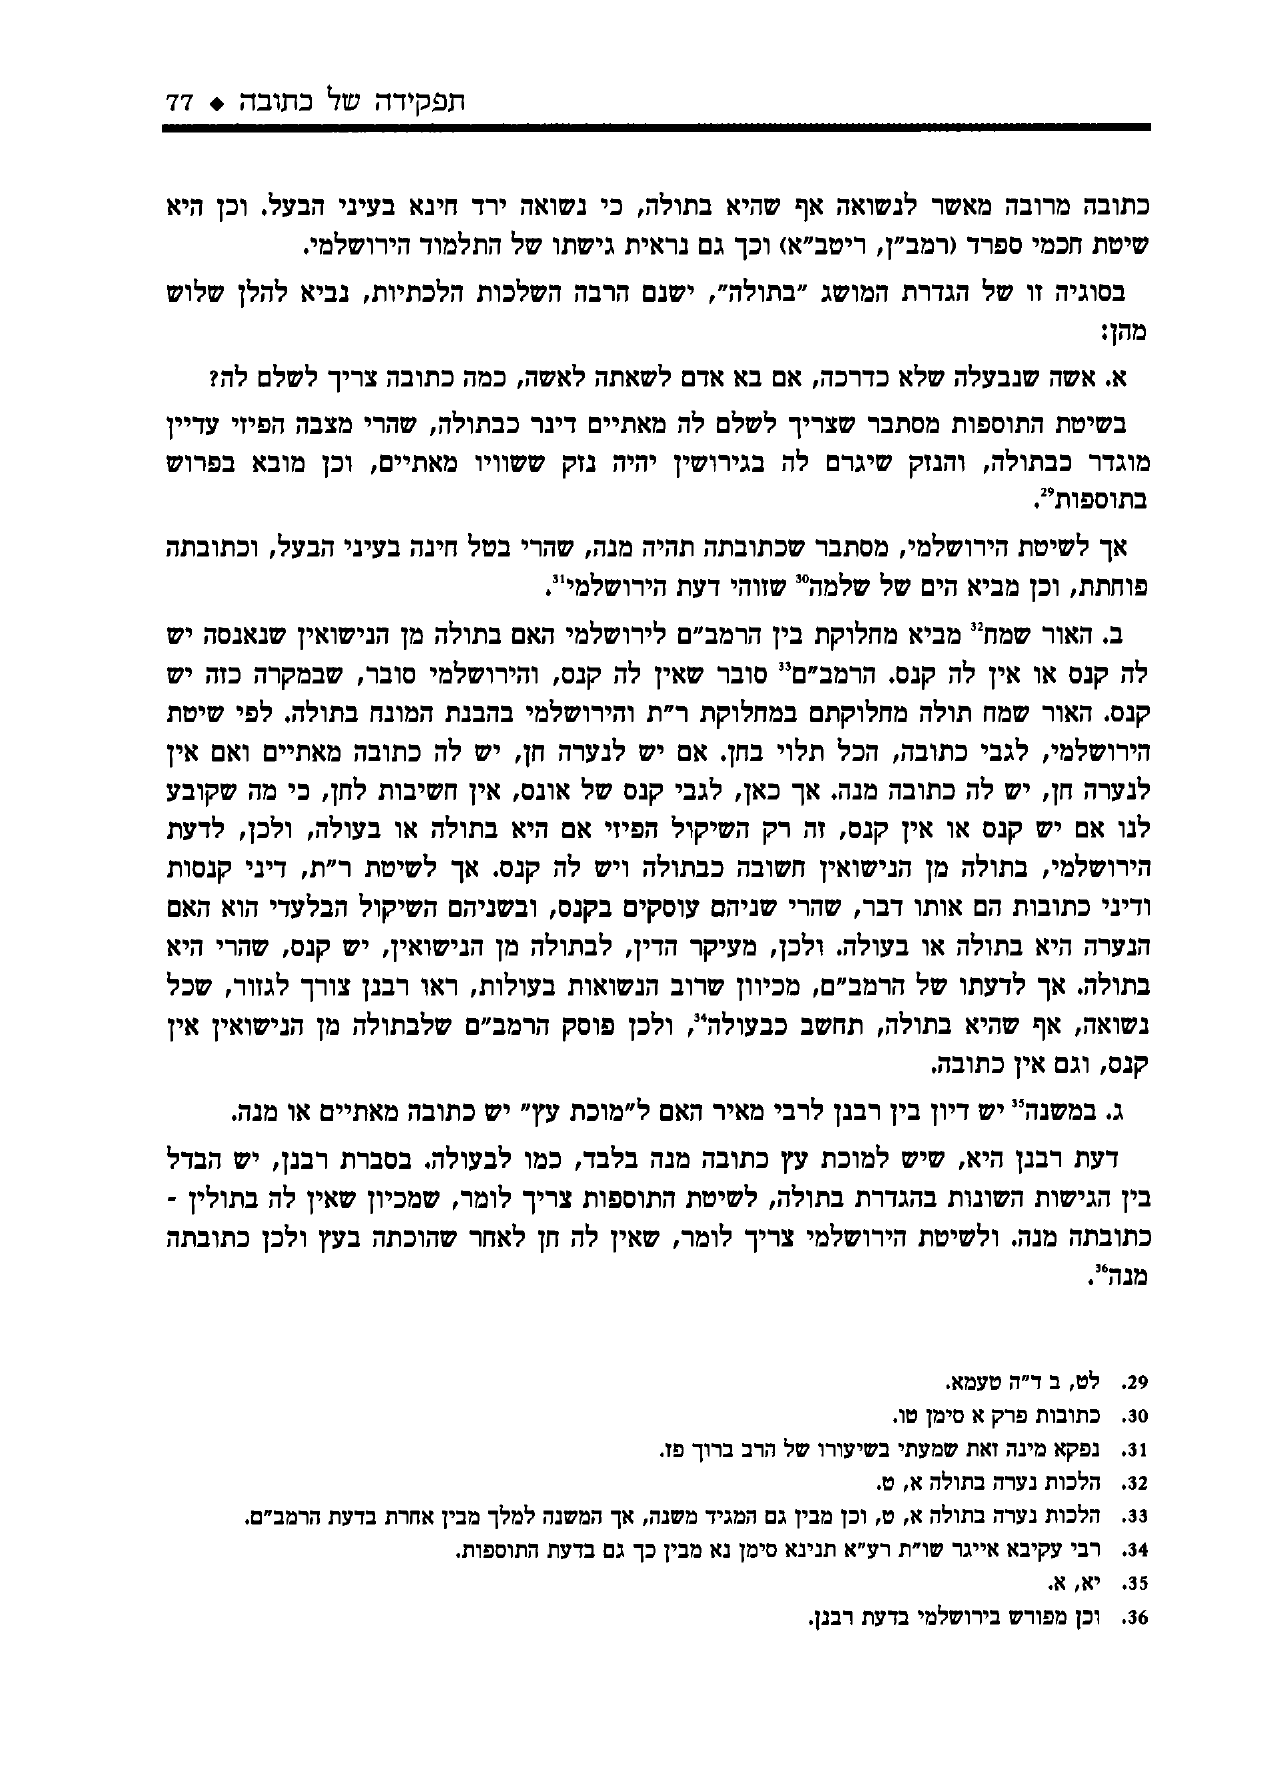 תפקידה של כתובה ◆ 77
כתובה מרובה מאשר לנשואה אף שהיא בתולה, כי נשואה ירד חינא בעיני הבעל. וכן היא
שיטת חכמי ספרד (רמב"ן, ריטב"א) וכך גם נראית גישתו של התלמוד הירושלמי.
בסוגיה זו של הגדרת המושג "בתולה", ישנם הרבה השלכות הלכתיות, נביא להלן שלוש
מהן:
א. אשה שנבעלה שלא כדרכה, אם בא אדם לשאתה לאשה, כמה כתובה צריך לשלם לה?
בשיטת התוספות מסתבר שצריך לשלם לה מאתיים דינר כבתולה, שהרי מצבה הפיזי עדיין
מוגדר כבתולה, והנזק שיגרם לה בגירושין יהיה נזק ששוויו מאתיים, וכן מובא בפרוש
בתוספות²⁹.
אך לשיטת הירושלמי, מסתבר שכתובתה תהיה מנה, שהרי בטל חינה בעיני הבעל, וכתובתה
פוחתת, וכן מביא הים של שלמה³⁰ שזוהי דעת הירושלמי³¹.
ב. האור שמח³² מביא מחלוקת בין הרמב"ם לירושלמי האם בתולה מן הנישואין שנאנסה יש
לה קנס או אין לה קנס. הרמב"ם³³ סובר שאין לה קנס, והירושלמי סובר, שבמקרה כזה יש
קנס. האור שמח תולה מחלוקתם במחלוקת ר"ת והירושלמי בהבנת המונח בתולה. לפי שיטת
הירושלמי, לגבי כתובה, הכל תלוי בחן. אם יש לנערה חן, יש לה כתובה מאתיים ואם אין
לנערה חן, יש לה כתובה מנה. אך כאן, לגבי קנס של אונס, אין חשיבות לחן, כי מה שקובע
לנו אם יש קנס או אין קנס, זה רק השיקול הפיזי אם היא בתולה או בעולה, ולכן, לדעת
הירושלמי, בתולה מן הנישואין חשובה כבתולה ויש לה קנס. אך לשיטת ר"ת, דיני קנסות
ודיני כתובות הם אותו דבר, שהרי שניהם עוסקים בקנס, ובשניהם השיקול הבלעדי הוא האם
הנערה היא בתולה או בעולה. ולכן, מעיקר הדין, לבתולה מן הנישואין, יש קנס, שהרי היא
בתולה. אך לדעתו של הרמב"ם, מכיוון שרוב הנשואות בעולות, ראו רבנן צורך לגזור, שכל
נשואה, אף שהיא בתולה, תחשב כבעולה³⁴, ולכן פוסק הרמב"ם שלבתולה מן הנישואין אין
קנס, וגם אין כתובה.
ג. במשנה³⁵ יש דיון בין רבנן לרבי מאיר האם ל"מוכת עץ" יש כתובה מאתיים או מנה.
דעת רבנן היא, שיש למוכת עץ כתובה מנה בלבד, כמו לבעולה. בסברת רבנן, יש הבדל
בין הגישות השונות בהגדרת בתולה, לשיטת התוספות צריך לומר, שמכיון שאין לה בתולין -
כתובתה מנה. ולשיטת הירושלמי צריך לומר, שאין לה חן לאחר שהוכתה בעץ ולכן כתובתה
מנה³⁶.
29. לט, ב ד"ה טעמא.
30. כתובות פרק א סימן טו.
31. נפקא מינה זאת שמעתי בשיעורו של הרב ברוך פז.
32. הלכות נערה בתולה א, ט.
33. הלכות נערה בתולה א, ט, וכן מבין גם המגיד משנה, אך המשנה למלך מבין אחרת בדעת הרמב"ם.
34. רבי עקיבא אייגר שו"ת רע"א תנינא סימן נא מבין כך גם בדעת התוספות.
35. יא, א.
36. וכן מפורש בירושלמי בדעת רבנן.